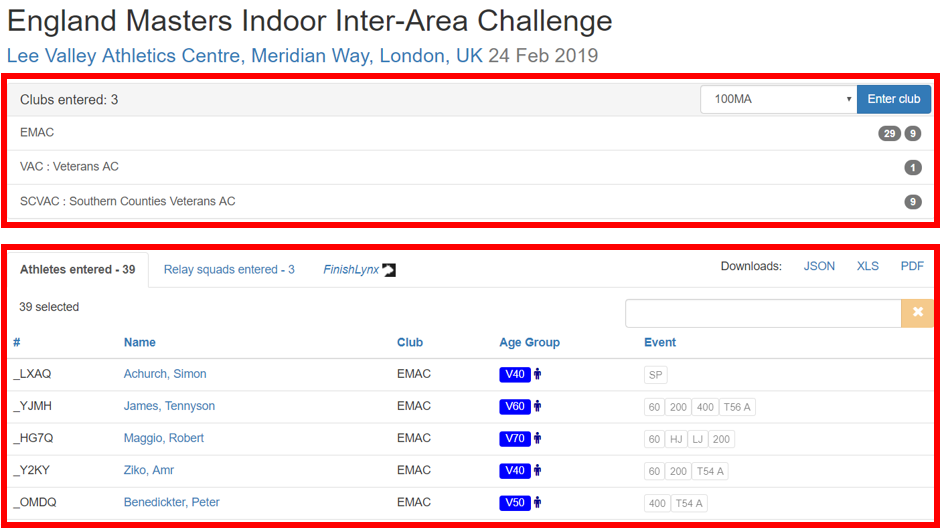 England Masters Indoor Inter-Area Challenge
Lee Valley Athletics Centre, Meridian Way, London, UK 24 Feb 2019
Clubs entered: 3 100MA Enter club
EMAC 29 9
VAC : Veterans AC 1
SCVAC : Southern Counties Veterans AC 9
Athletes entered - 39 Relay squads entered - 3 FinishLynx Downloads: JSON XLS PDF
39 selected
# Name Club Age Group Event
_LXAQ Achurch, Simon EMAC V40 SP
_YJMH James, Tennyson EMAC V60 60 200 400 T56 A
_HG7Q Maggio, Robert EMAC V70 60 HJ LJ 200
_Y2KY Ziko, Amr EMAC V40 60 200 T54 A
_OMDQ Benedickter, Peter EMAC V50 400 T54 A